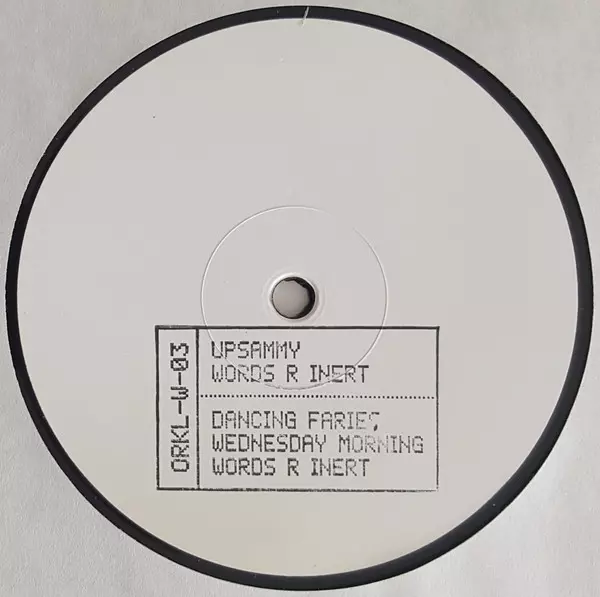 ORKL-W-03
UPSAMMY
WORDS R INERT
DANCING FARIES
WEDNESDAY MORNING
WORDS R INERT